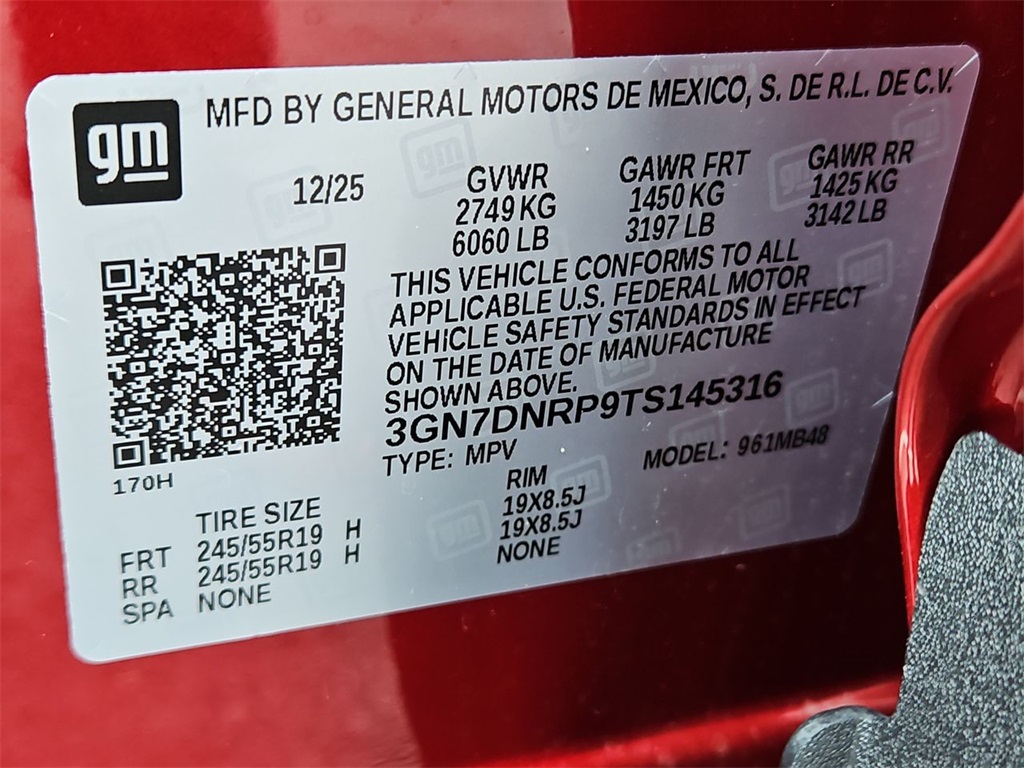 gm
MFD BY GENERAL MOTORS DE MEXICO, S. DE R.L. DE C.V.
12/25
GVWR GAWR FRT GAWR RR
2749 KG 1450 KG 1425 KG
6060 LB 3197 LB 3142 LB
THIS VEHICLE CONFORMS TO ALL
APPLICABLE U.S. FEDERAL MOTOR
VEHICLE SAFETY STANDARDS IN EFFECT
ON THE DATE OF MANUFACTURE
SHOWN ABOVE.
3GN7DNRP9TS145316
TYPE: MPV MODEL: 961MB48
170H
TIRE SIZE RIM
FRT 245/55R19 H 19X8.5J
RR 245/55R19 H 19X8.5J
SPA NONE NONE